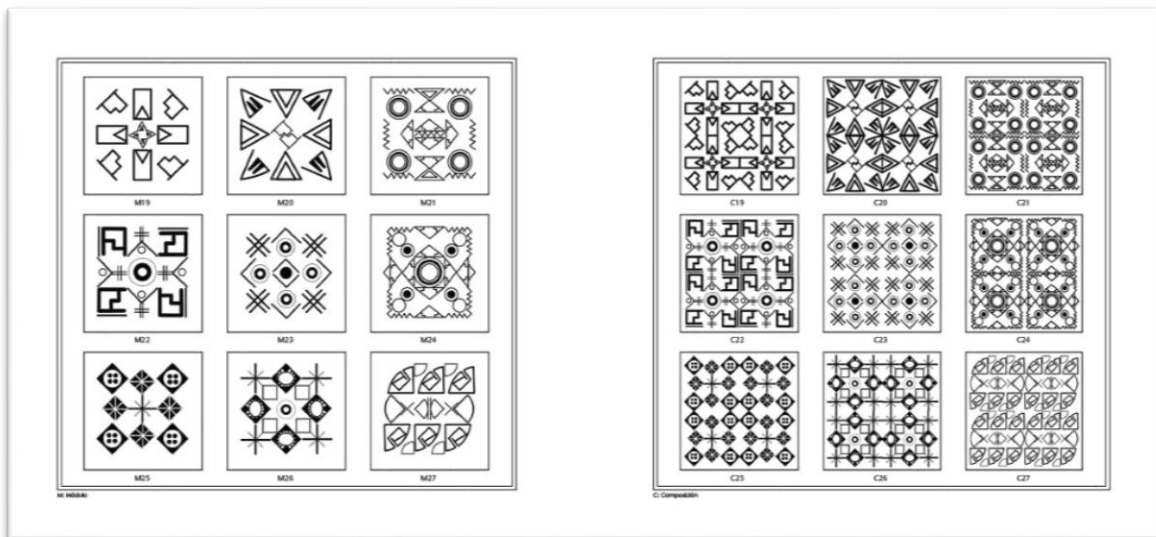 M19 M20 M21
M22 M23 M24
M25 M26 M27
M: Módulo
C19 C20 C21
C22 C23 C24
C25 C26 C27
C: Composición